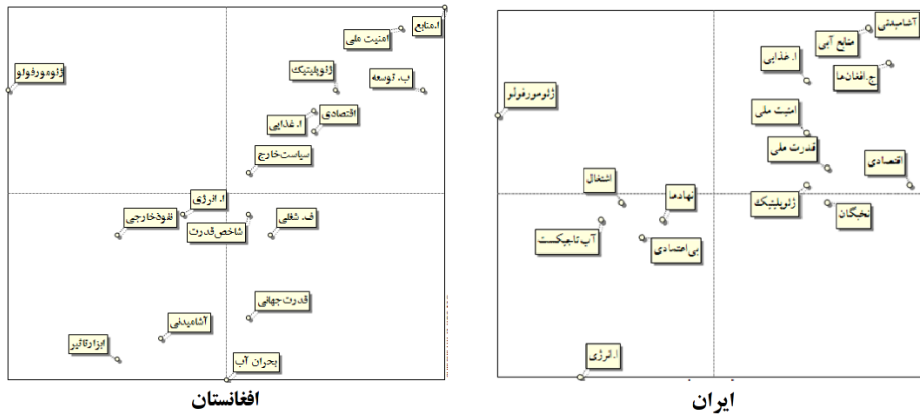 آشامیدنی
منابع آبی
ا. غذایی
ج.افغان‌ها
ژئومورفولو
امنیت ملی
قدرت ملی
اقتصادی
اشتغال
نهادها
ژئوپلیتیک
نخبگان
آب تاجیکست
بی‌اعتمادی
ا.انرژی
ایران
ا.منابع
امنیت ملی
ژئومورفولو
ژئوپلیتیک
ب. توسعه
اقتصادی
ا. غذایی
سیاست‌خارج
ا. انرژی
نفوذخارجی
شاخص‌قدرت
ف. شغلی
قدرت‌جهانی
آشامیدنی
ابزارتاثیر
بحران آب
افغانستان